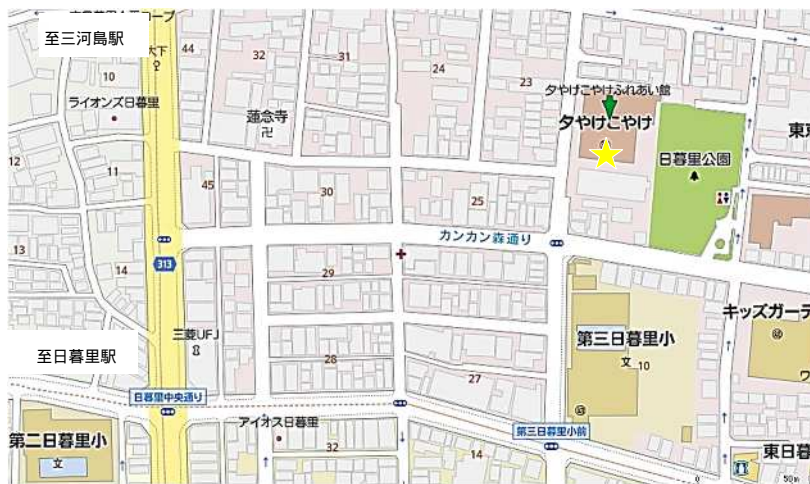 至三河島駅
大下
44
32
31
24
23
10
ライオンズ日暮里
蓮念寺
卍
夕やけこやけふれあい館
夕やけこやけ
日暮里公園
12
11
45
30
25
13
14
カンカン森通り
313
29
三菱UFJ
28
27
第三日暮里小
文 10
キッズガーデ
至日暮里駅
日暮里中央通り
アイオス日暮里
第三日暮里小前
第二日暮里小
文
32
14
東日暮
0
50m